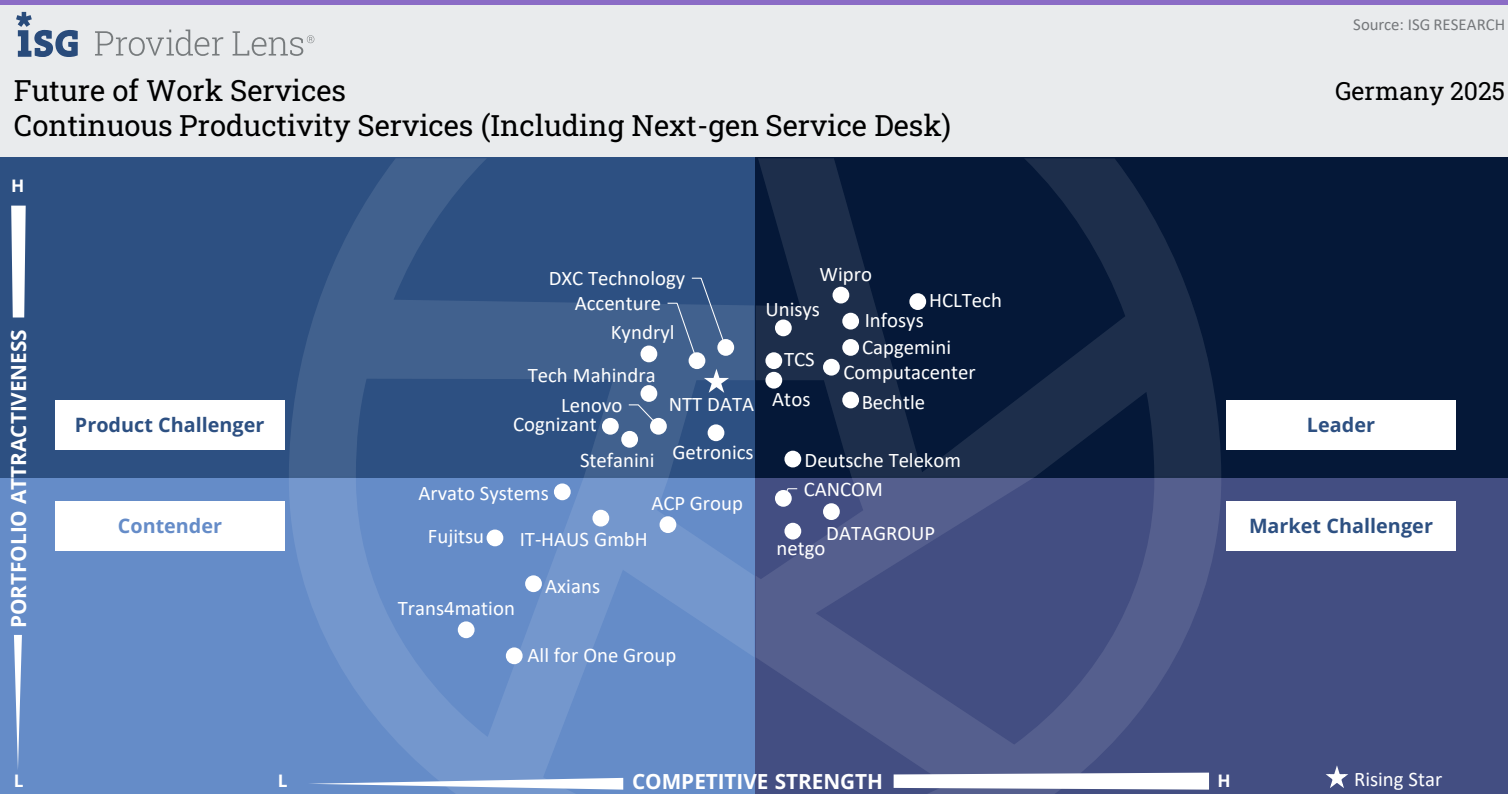 ISG Provider Lens®
Source: ISG RESEARCH
Future of Work Services
Germany 2025
Continuous Productivity Services (Including Next-gen Service Desk)
H
PORTFOLIO ATTRACTIVENESS
L
Product Challenger
Contender
Leader
Market Challenger
DXC Technology
Accenture
Kyndryl
Tech Mahindra
Lenovo
NTT DATA
Cognizant
Stefanini
Getronics
Wipro
HCLTech
Unisys
Infosys
TCS
Capgemini
Computacenter
Atos
Bechtle
Deutsche Telekom
Arvato Systems
ACP Group
Fujitsu
IT-HAUS GmbH
Axians
Trans4mation
All for One Group
CANCOM
DATAGROUP
netgo
L
COMPETITIVE STRENGTH
H
Rising Star